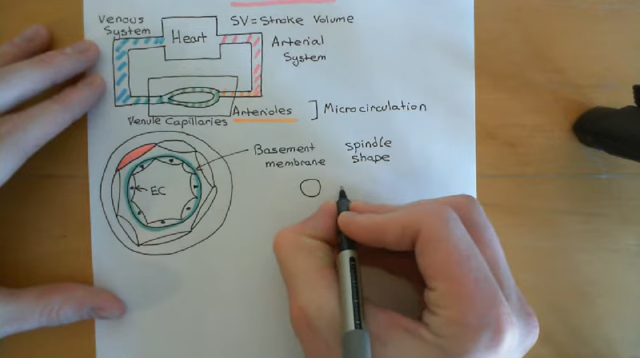 Venous
System
Heart
SV = Stroke Volume
Arterial
System
Venule Capillaries Arterioles
] Microcirculation
Basement
membrane
spindle
shape
EC